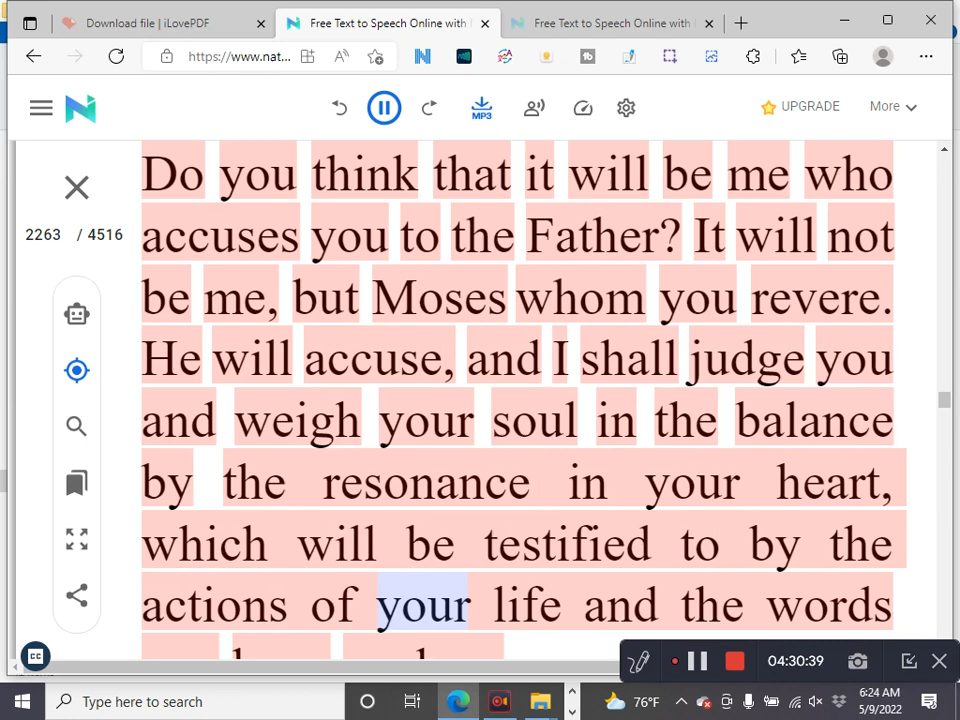 Download file | iLovePDF
Free Text to Speech Online with
Free Text to Speech Online with
https://www.nat...
MP3
UPGRADE
More
2263 / 4516
Do you think that it will be me who
accuses you to the Father? It will not
be me, but Moses whom you revere.
He will accuse, and I shall judge you
and weigh your soul in the balance
by the resonance in your heart,
which will be testified to by the
actions of your life and the words
CC
04:30:39
Type here to search
76°F
6:24 AM
5/9/2022